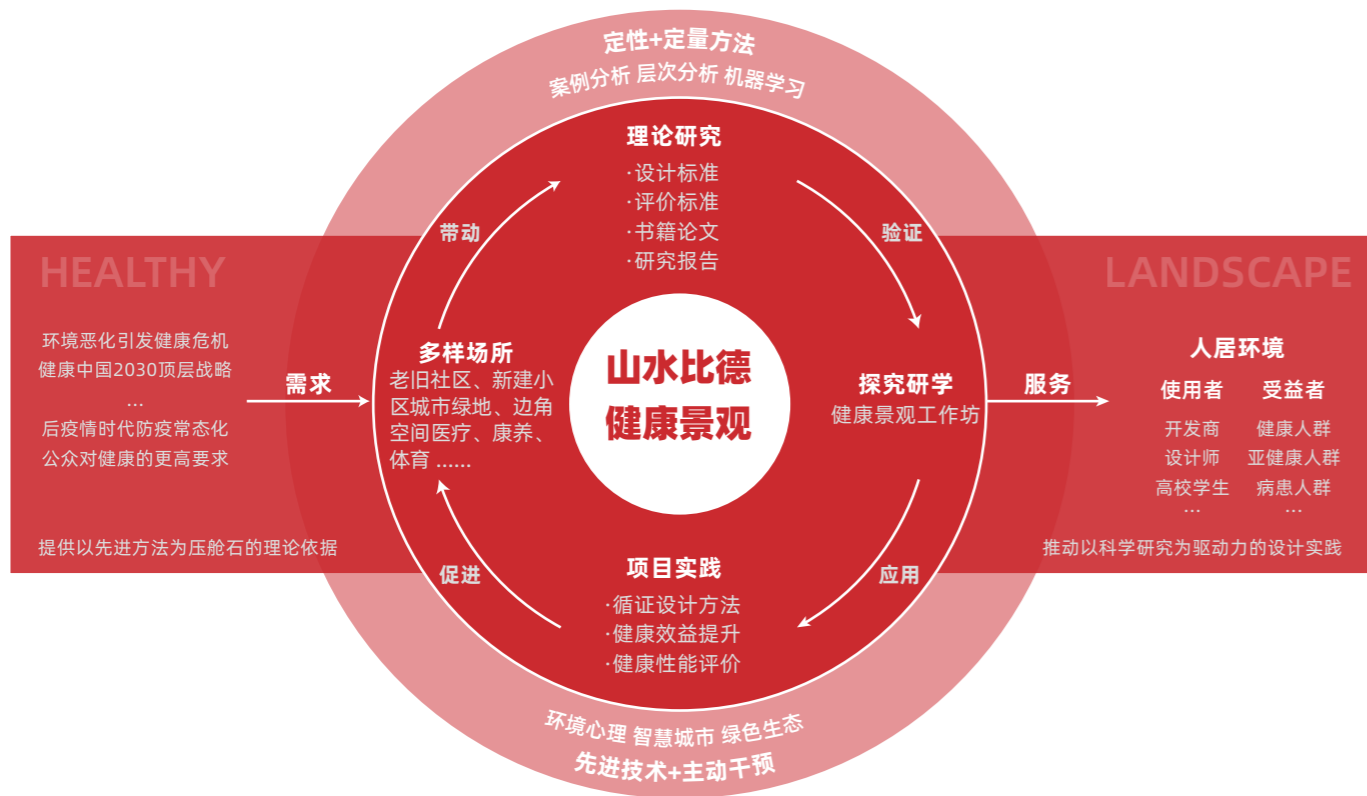 定性+定量方法
案例分析 层次分析 机器学习
理论研究
·设计标准
·评价标准
·书籍论文
·研究报告
带动
验证
HEALTHY
环境恶化引发健康危机
健康中国2030顶层战略
...
后疫情时代防疫常态化
公众对健康的更高要求
提供以先进方法为压舱石的理论依据
需求
多样场所
老旧社区、新建小
区城市绿地、边角
空间医疗、康养、
体育 ......
山水比德
健康景观
探究研学
健康景观工作坊
服务
LANDSCAPE
人居环境
使用者 受益者
开发商 健康人群
设计师 亚健康人群
高校学生 病患人群
... ...
推动以科学研究为驱动力的设计实践
促进
应用
项目实践
·循证设计方法
·健康效益提升
·健康性能评价
环境心理 智慧城市 绿色生态
先进技术+主动干预